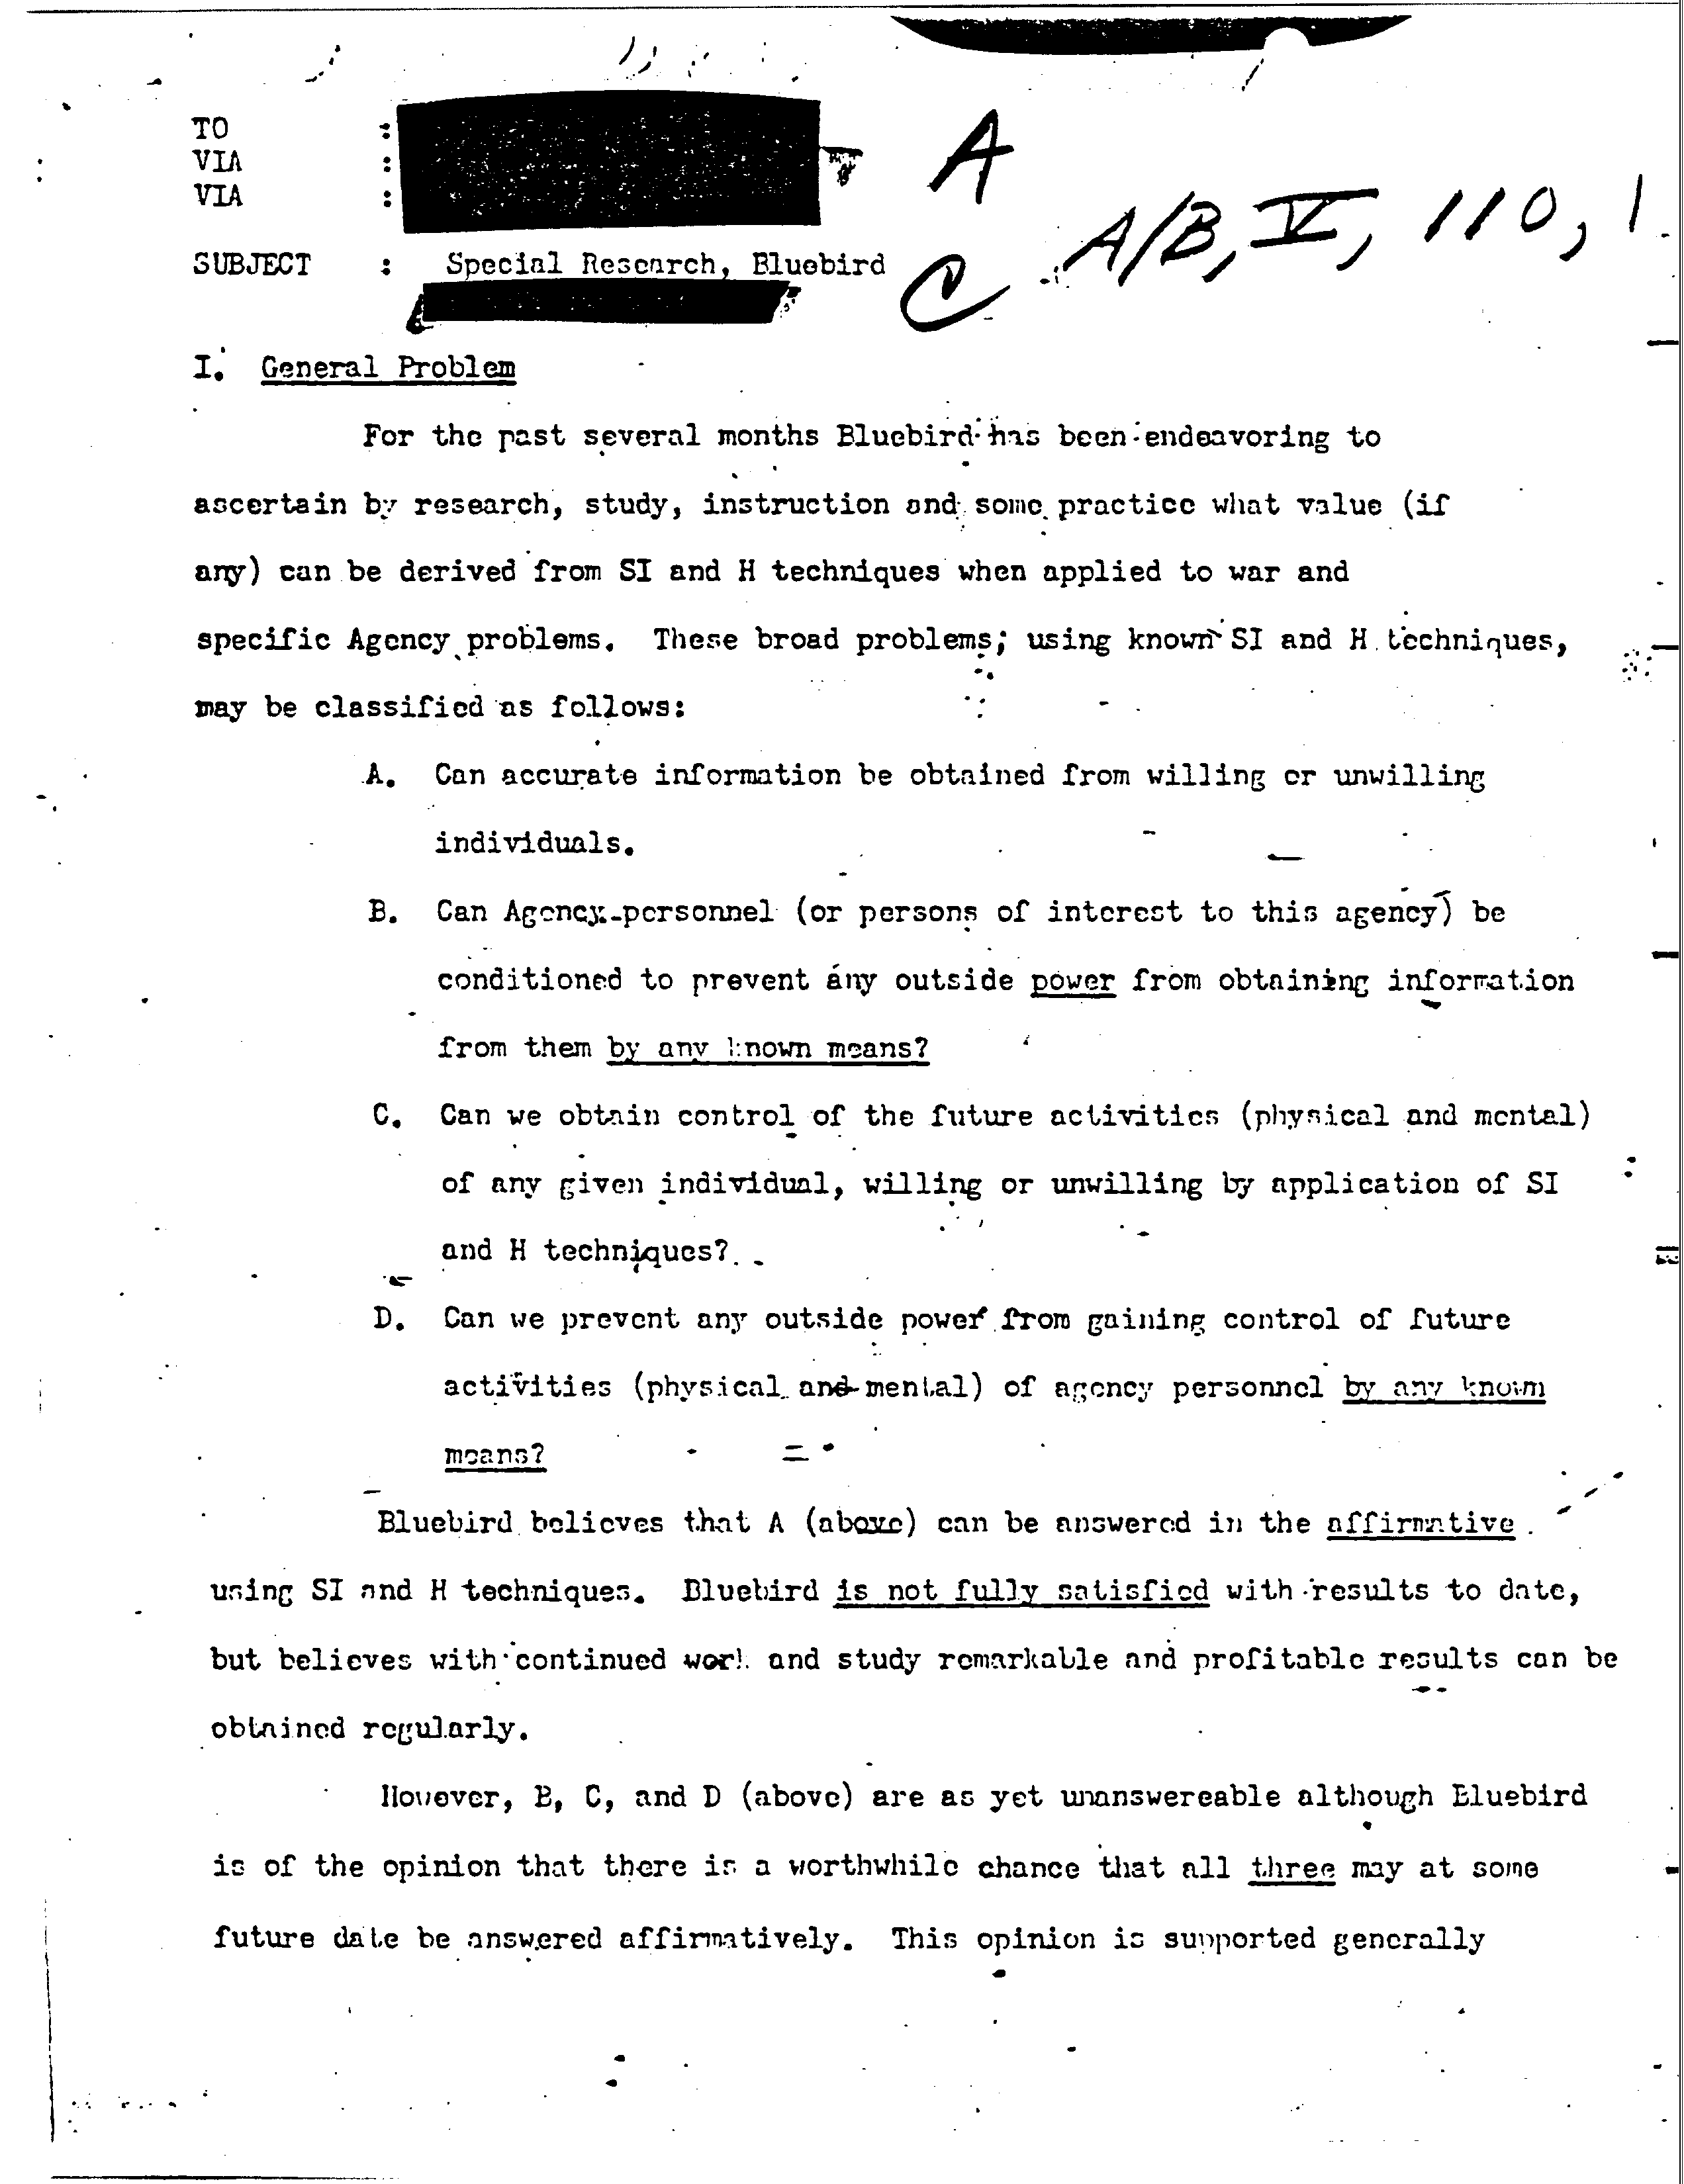 TO :
VIA :
VIA :
A
A/B, V, 110, 1
SUBJECT : Special Research, Bluebird
C
I. General Problem
For the past several months Bluebird has been endeavoring to
ascertain by research, study, instruction and some practice what value (if
any) can be derived from SI and H techniques when applied to war and
specific Agency problems. These broad problems, using known SI and H techniques,
may be classified as follows:
A. Can accurate information be obtained from willing or unwilling
individuals.
B. Can Agency personnel (or persons of interest to this agency) be
conditioned to prevent any outside power from obtaining information
from them by any known means?
C. Can we obtain control of the future activities (physical and mental)
of any given individual, willing or unwilling by application of SI
and H techniques?
D. Can we prevent any outside power from gaining control of future
activities (physical and mental) of agency personnel by any known
means?
Bluebird believes that A (above) can be answered in the affirmative
using SI and H techniques. Bluebird is not fully satisfied with results to date,
but believes with continued work and study remarkable and profitable results can be
obtained regularly.
However, B, C, and D (above) are as yet unanswereable although Bluebird
is of the opinion that there is a worthwhile chance that all three may at some
future date be answered affirmatively. This opinion is supported generally